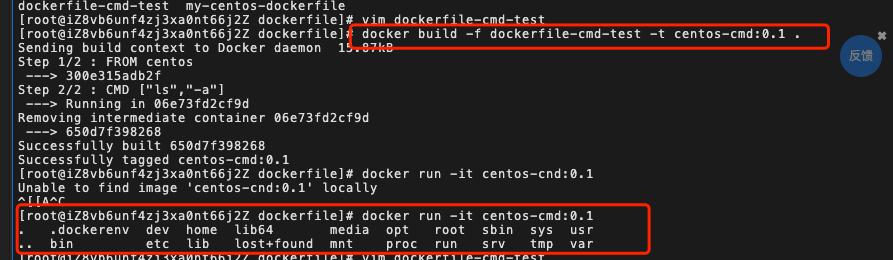 dockerfile-cmd-test  my-centos-dockerfile
[root@iZ8vb6unf4zj3xa0nt66j2Z dockerfile]# vim dockerfile-cmd-test
[root@iZ8vb6unf4zj3xa0nt66j2Z dockerfile]# docker build -f dockerfile-cmd-test -t centos-cmd:0.1 .
Sending build context to Docker daemon  15.87kB
Step 1/2 : FROM centos
 ---> 300e315adb2f
Step 2/2 : CMD ["ls","-a"]
 ---> Running in 06e73fd2cf9d
Removing intermediate container 06e73fd2cf9d
 ---> 650d7f398268
Successfully built 650d7f398268
Successfully tagged centos-cmd:0.1
[root@iZ8vb6unf4zj3xa0nt66j2Z dockerfile]# docker run -it centos-cnd:0.1
Unable to find image 'centos-cnd:0.1' locally
^[[A^C
[root@iZ8vb6unf4zj3xa0nt66j2Z dockerfile]# docker run -it centos-cmd:0.1
.   .dockerenv  dev  home  lib64       media  opt   root  sbin  sys  usr
..  bin         etc  lib   lost+found  mnt    proc  run   srv   tmp  var
[root@iZ8vb6unf4zj3xa0nt66j2Z dockerfile]# vim dockerfile-cmd-test
反馈